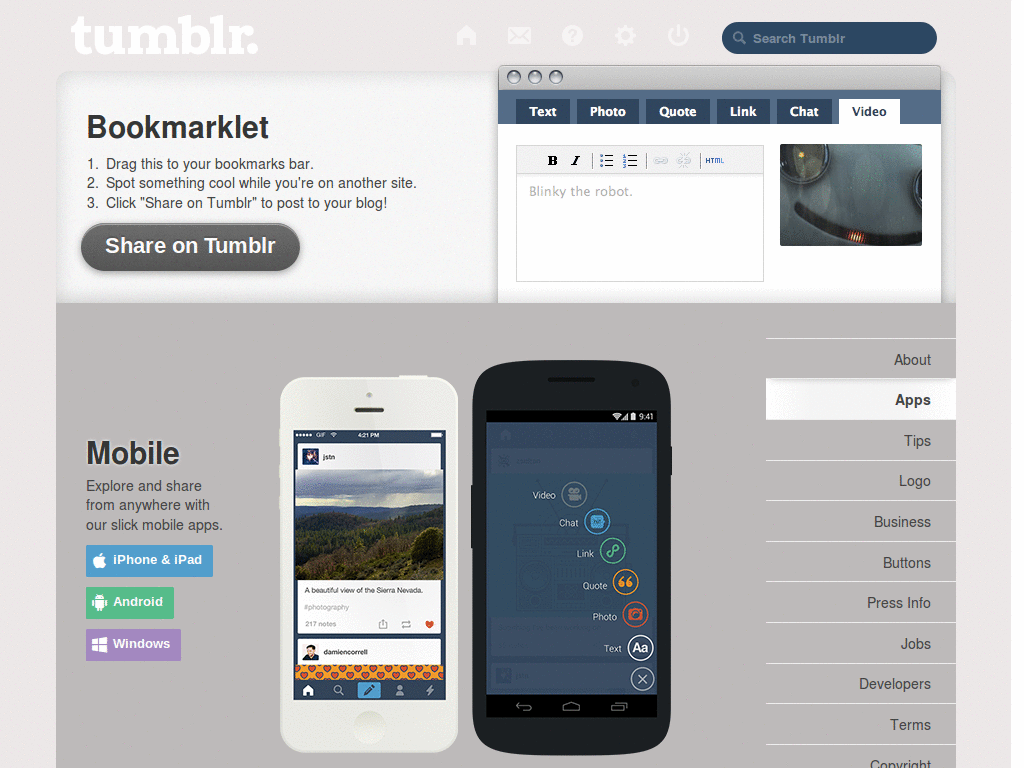 tumblr.
Search Tumblr
Bookmarklet
1. Drag this to your bookmarks bar.
2. Spot something cool while you're on another site.
3. Click "Share on Tumblr" to post to your blog!
Share on Tumblr
Text Photo Quote Link Chat Video
B I HTML
Blinky the robot.
Mobile
Explore and share
from anywhere with
our slick mobile apps.
iPhone & iPad
Android
Windows
GIF 4:21 PM
jstn
A beautiful view of the Sierra Nevada.
#photography
217 notes
damiencorrell
9:41
Video
Chat
Link
Quote
Photo
Text Aa
About
Apps
Tips
Logo
Business
Buttons
Press Info
Jobs
Developers
Terms
Copyright